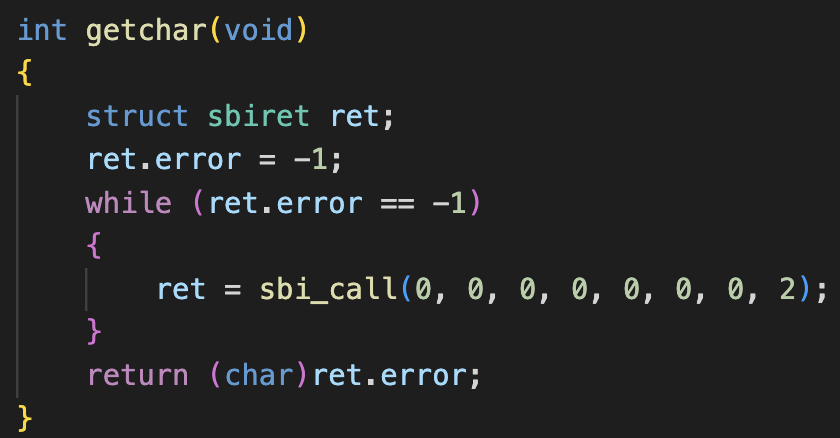 int getchar(void)
{
    struct sbiret ret;
    ret.error = -1;
    while (ret.error == -1)
    {
        ret = sbi_call(0, 0, 0, 0, 0, 0, 0, 2);
    }
    return (char)ret.error;
}